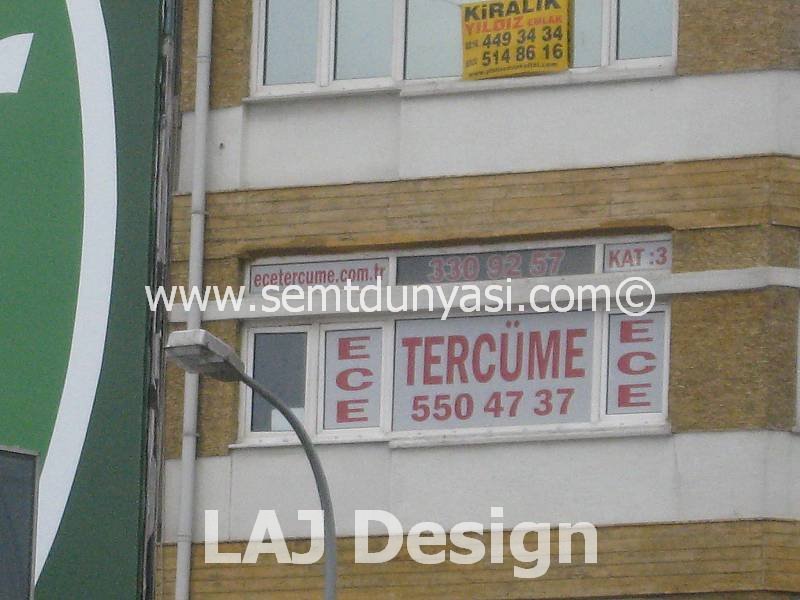 KİRALIK
YILDIZ EMLAK
449 34 34
514 86 16
ecetercume.com.tr
330 92 57
KAT :3
www.semtdunyasi.com©
ECE
TERCÜME
550 47 37
ECE
LAJ Design